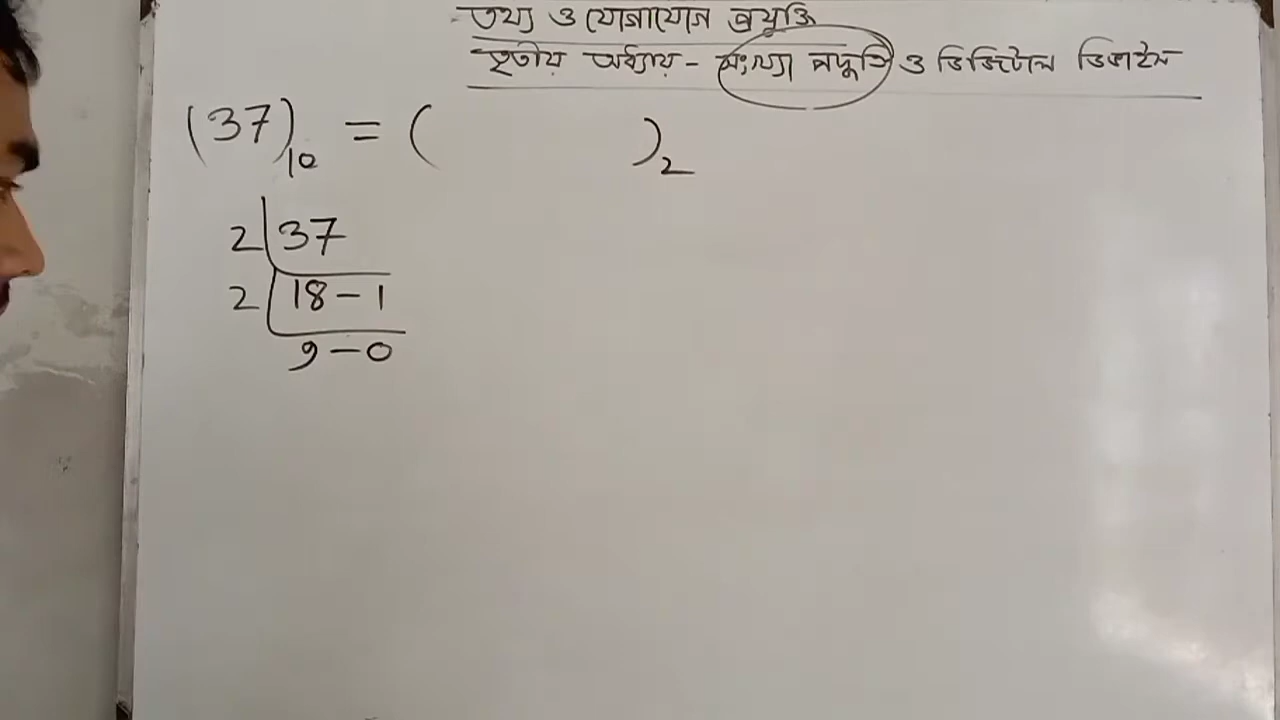 তথ্য ও যোগাযোগ প্রযুক্তি
তৃতীয় অধ্যায় - সংখ্যা পদ্ধতি ও ডিজিটাল ডিভাইস
(37)₁₀ = ( )₂
2 | 37
2 | 18 - 1
9 - 0